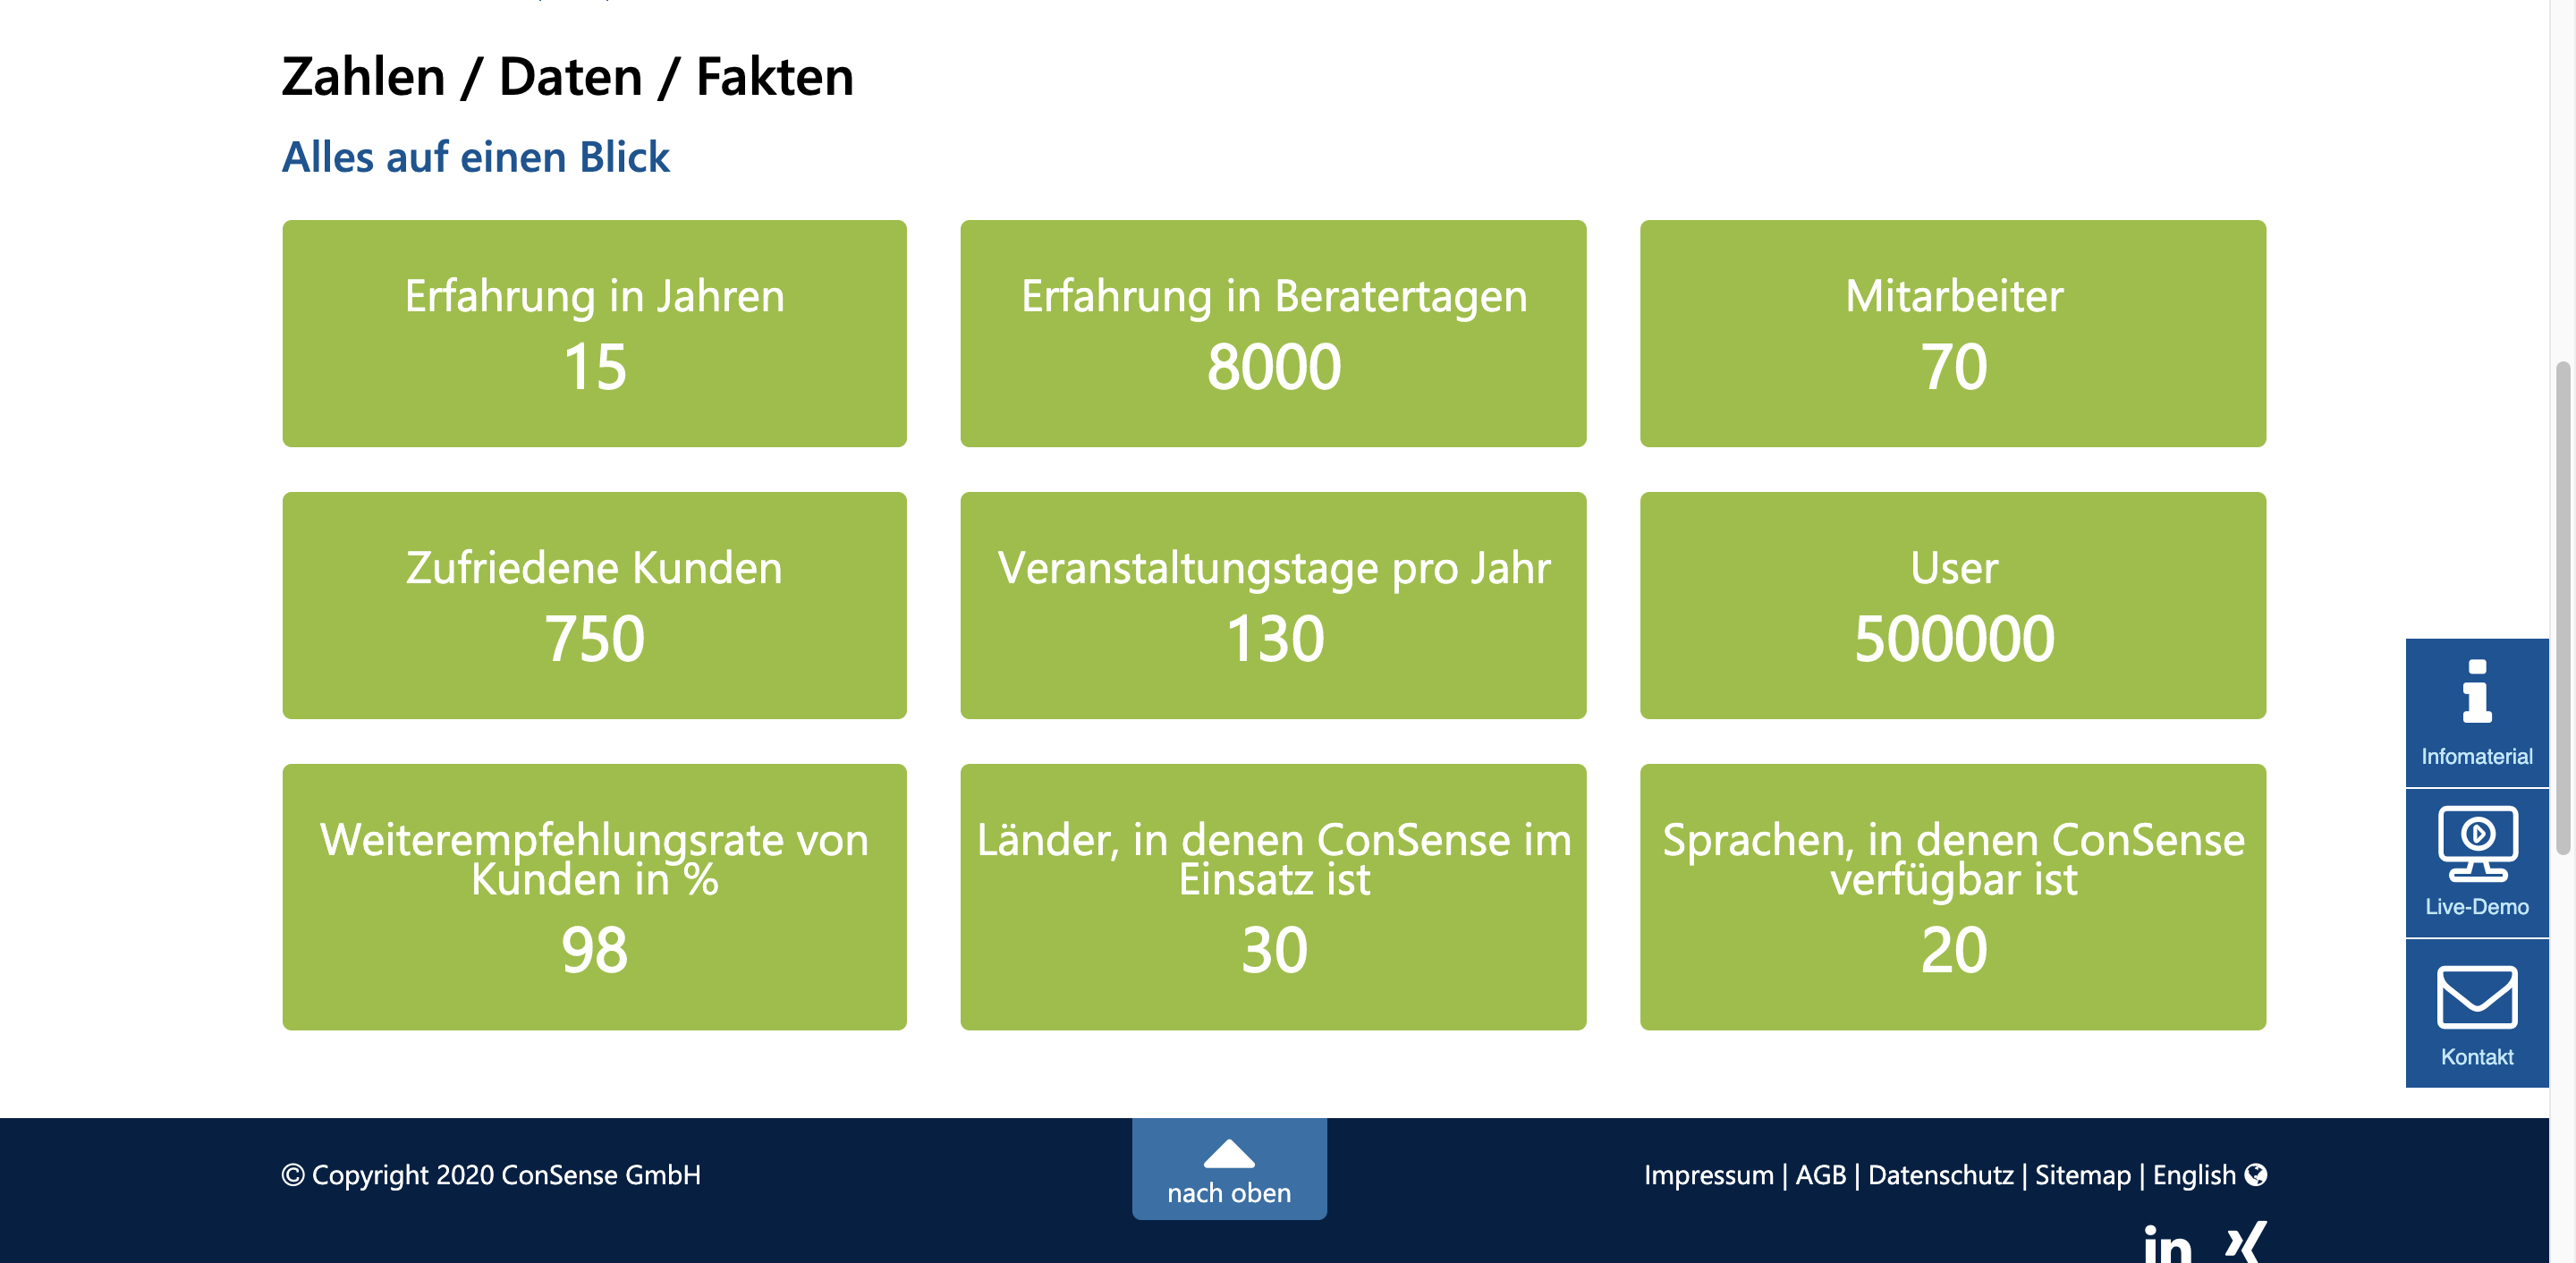 Zahlen / Daten / Fakten
Alles auf einen Blick
Erfahrung in Jahren
15
Erfahrung in Beratertagen
8000
Mitarbeiter
70
Zufriedene Kunden
750
Veranstaltungstage pro Jahr
130
User
500000
Weiterempfehlungsrate von
Kunden in %
98
Länder, in denen ConSense im
Einsatz ist
30
Sprachen, in denen ConSense
verfügbar ist
20
Infomaterial
Live-Demo
Kontakt
© Copyright 2020 ConSense GmbH
nach oben
Impressum | AGB | Datenschutz | Sitemap | English
in